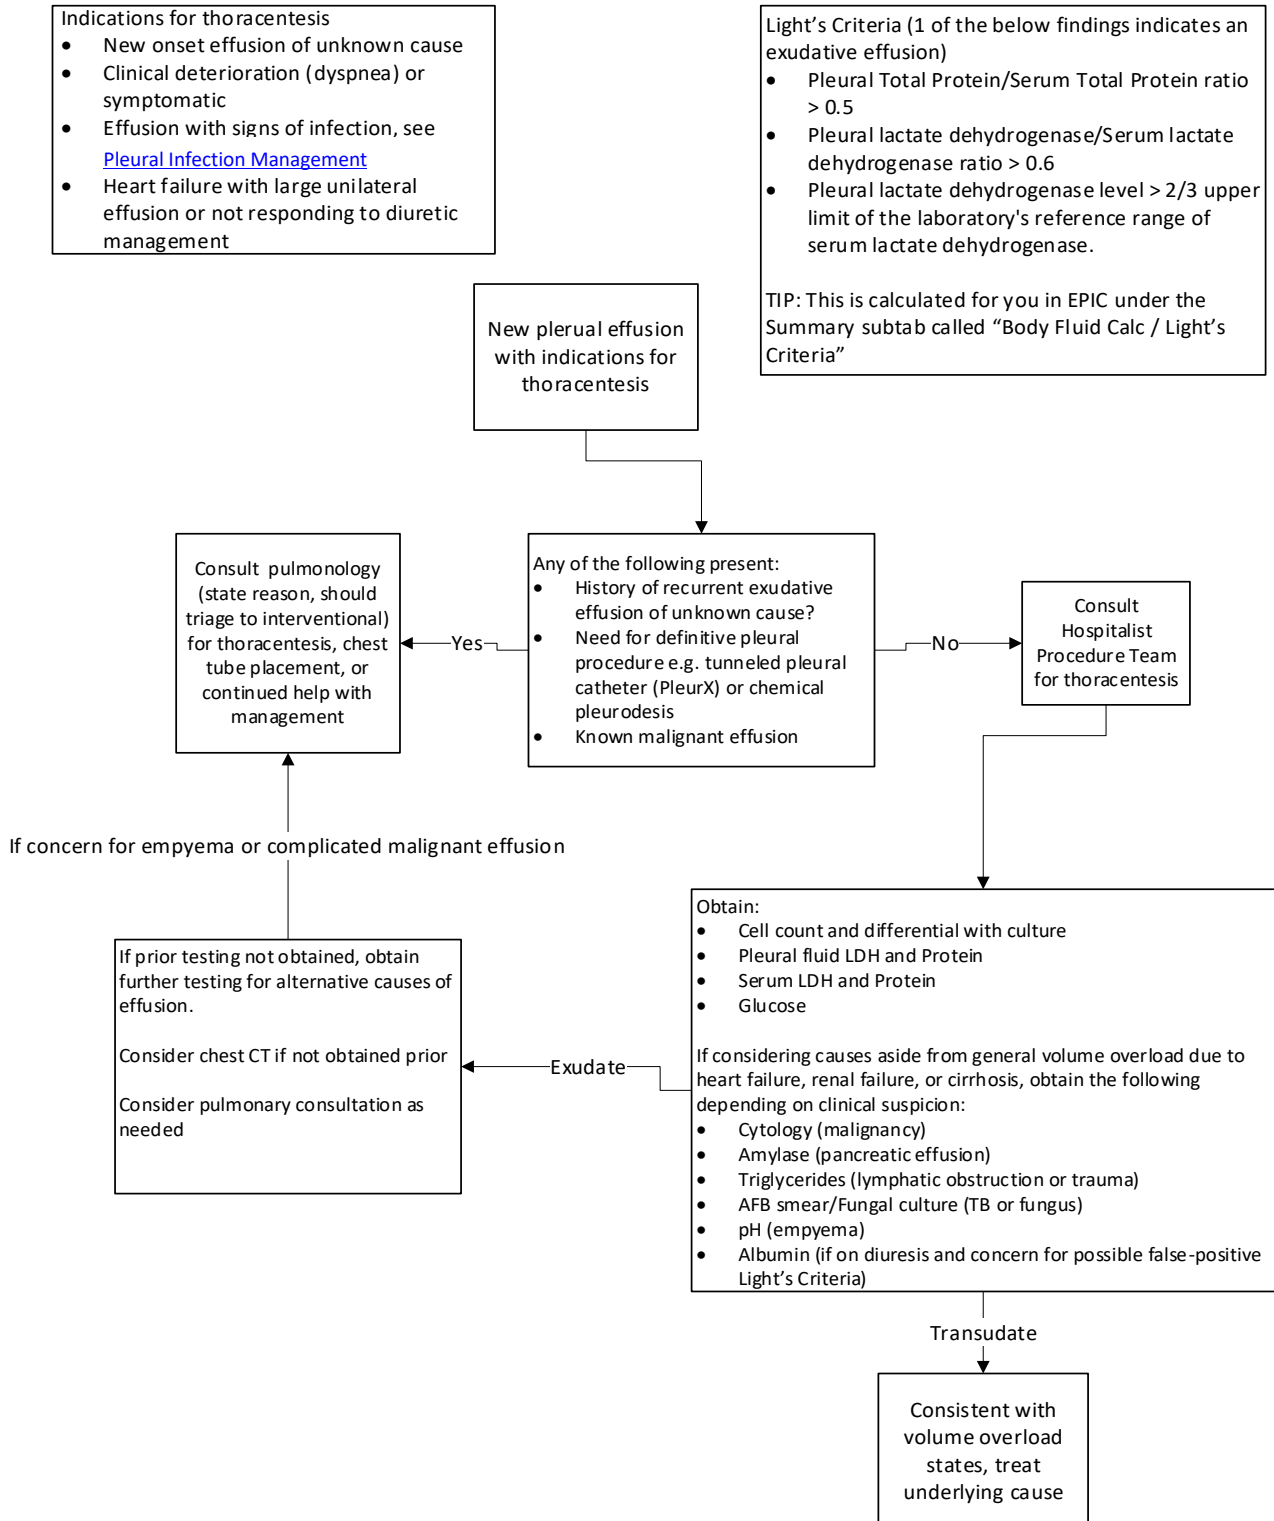 Indications for thoracentesis
• New onset effusion of unknown cause
• Clinical deterioration (dyspnea) or
symptomatic
• Effusion with signs of infection, see
Pleural Infection Management
• Heart failure with large unilateral
effusion or not responding to diuretic
management
Light's Criteria (1 of the below findings indicates an
exudative effusion)
• Pleural Total Protein/Serum Total Protein ratio
> 0.5
• Pleural lactate dehydrogenase/Serum lactate
dehydrogenase ratio > 0.6
• Pleural lactate dehydrogenase level > 2/3 upper
limit of the laboratory's reference range of
serum lactate dehydrogenase.
TIP: This is calculated for you in EPIC under the
Summary subtab called “Body Fluid Calc / Light's
Criteria”
New plerual effusion
with indications for
thoracentesis
Consult pulmonology
(state reason, should
triage to interventional)
for thoracentesis, chest
tube placement, or
continued help with
management
Yes
Any of the following present:
• History of recurrent exudative
effusion of unknown cause?
• Need for definitive pleural
procedure e.g. tunneled pleural
catheter (PleurX) or chemical
pleurodesis
• Known malignant effusion
No
Consult
Hospitalist
Procedure Team
for thoracentesis
If concern for empyema or complicated malignant effusion
If prior testing not obtained, obtain
further testing for alternative causes of
effusion.
Consider chest CT if not obtained prior
Consider pulmonary consultation as
needed
Exudate
Obtain:
• Cell count and differential with culture
• Pleural fluid LDH and Protein
• Serum LDH and Protein
• Glucose
If considering causes aside from general volume overload due to
heart failure, renal failure, or cirrhosis, obtain the following
depending on clinical suspicion:
• Cytology (malignancy)
• Amylase (pancreatic effusion)
• Triglycerides (lymphatic obstruction or trauma)
• AFB smear/Fungal culture (TB or fungus)
• pH (empyema)
• Albumin (if on diuresis and concern for possible false-positive
Light's Criteria)
Transudate
Consistent with
volume overload
states, treat
underlying cause